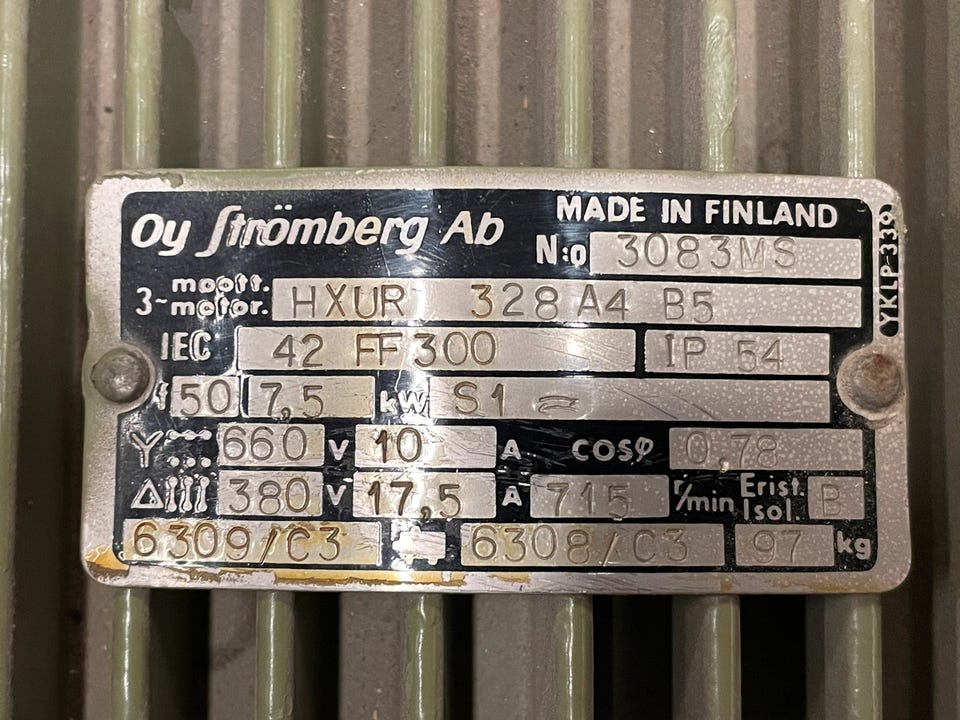 Oy Strömberg Ab MADE IN FINLAND
N:o 3083MS
3~ moott. motor. HXUR 328 A4 B5
IEC 42 FF 300 IP 54
50 7,5 kW S1
Y 660 V 10 A cosφ 0,78
Δ 380 V 17,5 A 715 r/min Erist. Isol. B
6309/C3 6308/C3 97 kg
YKLP-339